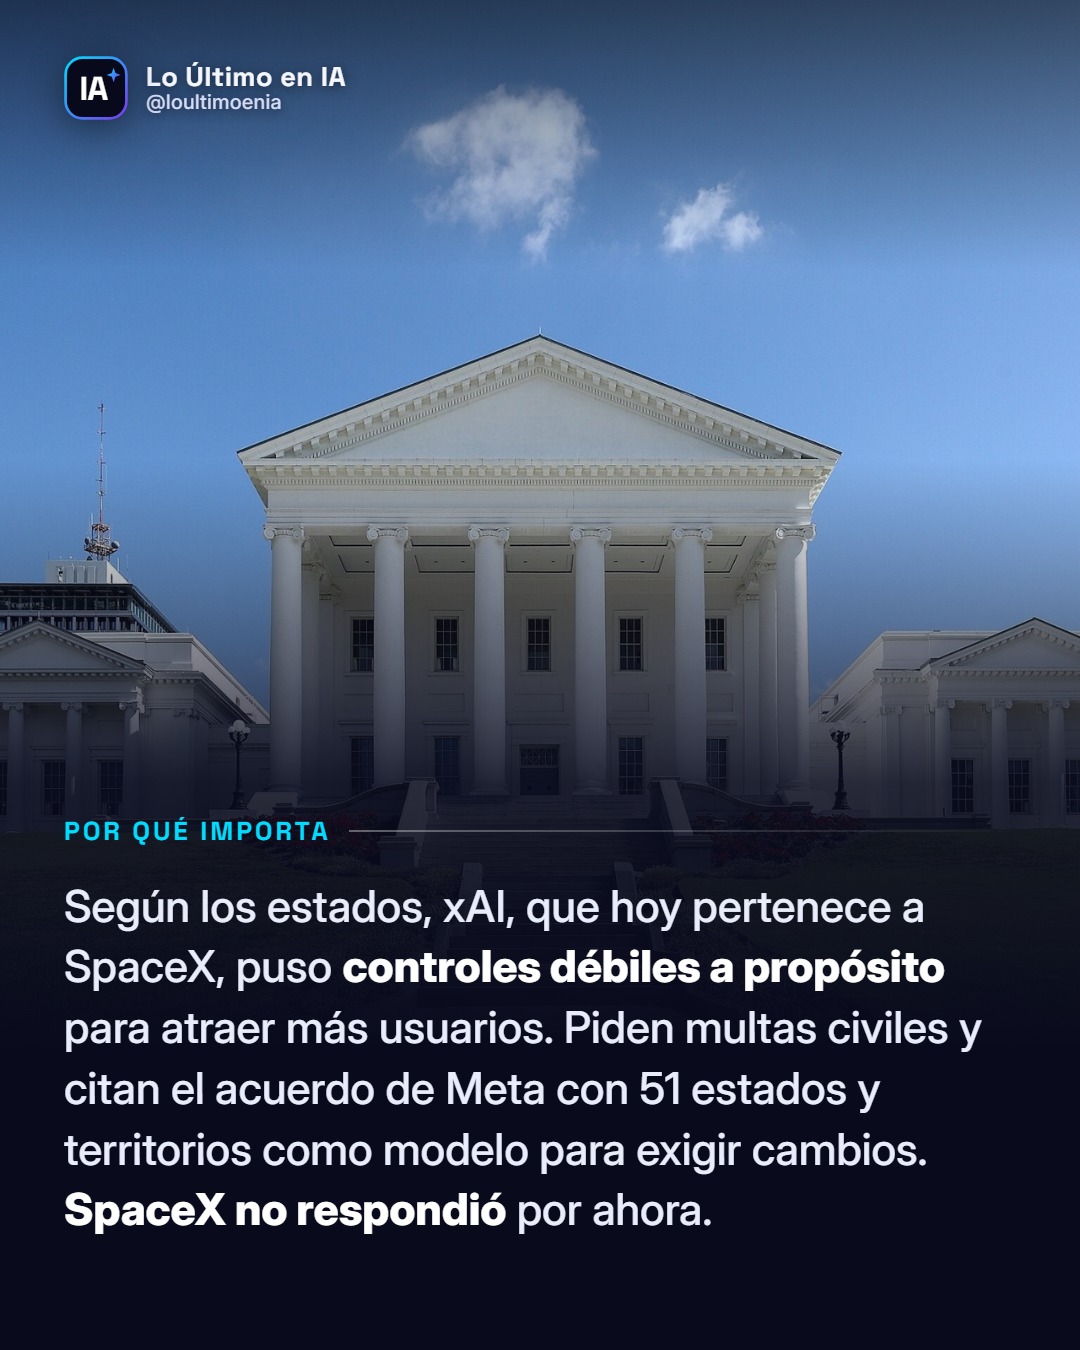 IA
Lo Último en IA
@loultimoenia
POR QUÉ IMPORTA
Según los estados, xAI, que hoy pertenece a
SpaceX, puso controles débiles a propósito
para atraer más usuarios. Piden multas civiles y
citan el acuerdo de Meta con 51 estados y
territorios como modelo para exigir cambios.
SpaceX no respondió por ahora.